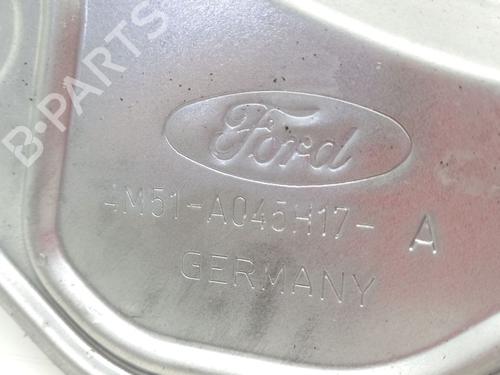 B-PARTS
Ford
4M51-A045H17- A
GERMANY